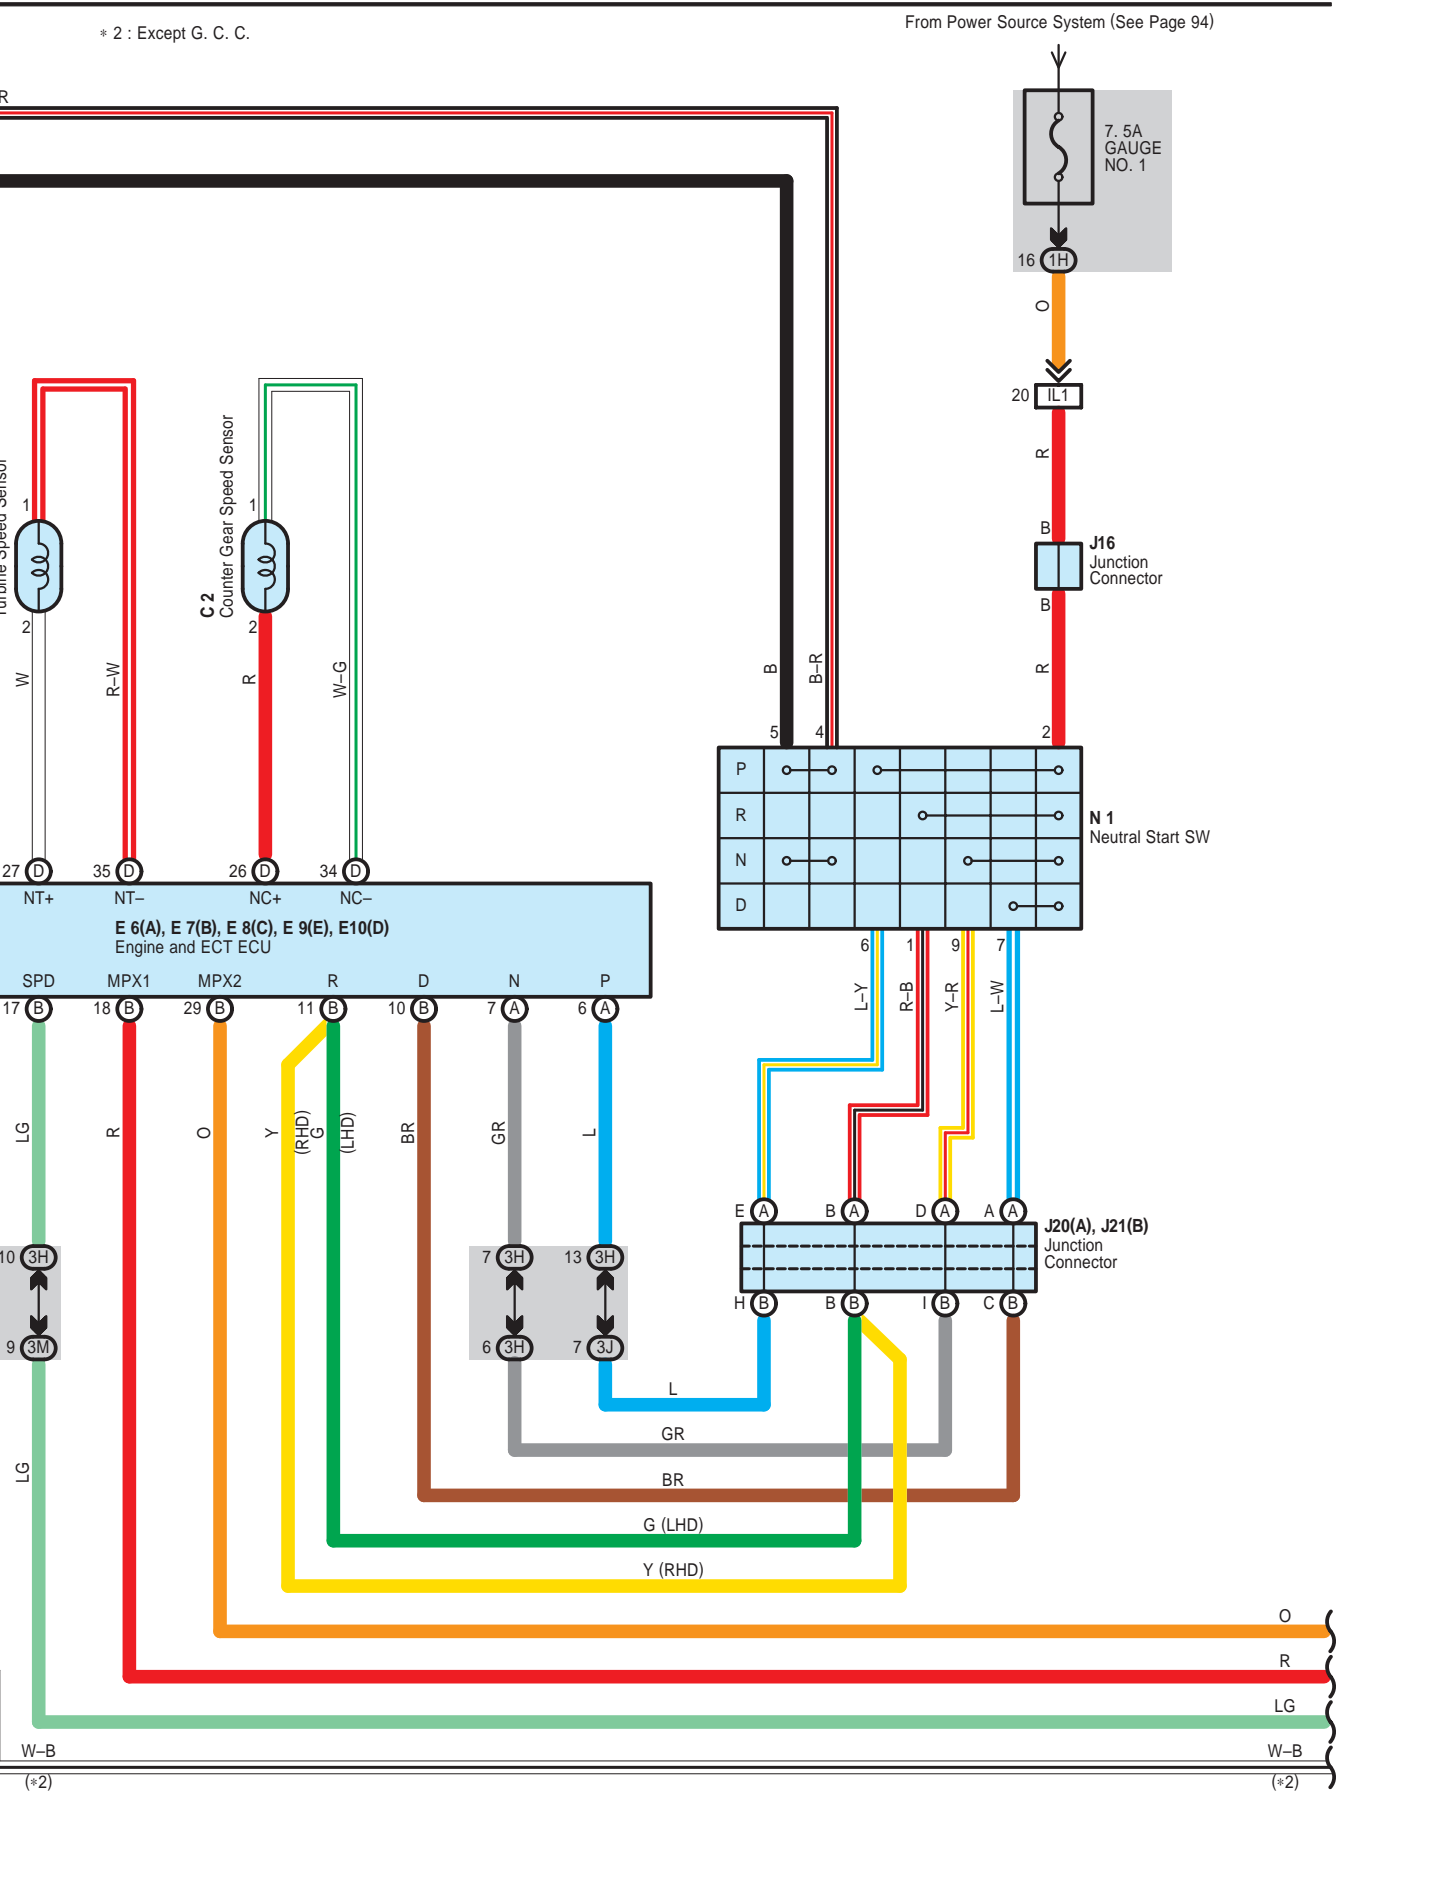 From Power Source System (See Page 94)
* 2 : Except G. C. C.
R
7. 5A
GAUGE
NO. 1
16 1H
O
20 IL1
R
B
J16
Junction
Connector
B
R
1
1
C 2
Counter Gear Speed Sensor
Turbine Speed Sensor
2
2
W
R–W
R
W–G
B
B–R
5
4
2
P
R
N
D
N 1
Neutral Start SW
27 D
35 D
26 D
34 D
NT+
NT–
NC+
NC–
E 6(A), E 7(B), E 8(C), E 9(E), E10(D)
Engine and ECT ECU
SPD
MPX1
MPX2
R
D
N
P
17 B
18 B
29 B
11 B
10 B
7 A
6 A
6
1
9
7
L–Y
R–B
Y–R
L–W
LG
R
O
Y
(RHD)
G
(LHD)
BR
GR
L
E A
B A
D A
A A
J20(A), J21(B)
Junction
Connector
10 3H
7 3H
13 3H
H B
B B
I B
C B
9 3M
6 3H
7 3J
L
GR
LG
BR
G (LHD)
Y (RHD)
O
R
LG
W–B
W–B
(*2)
(*2)